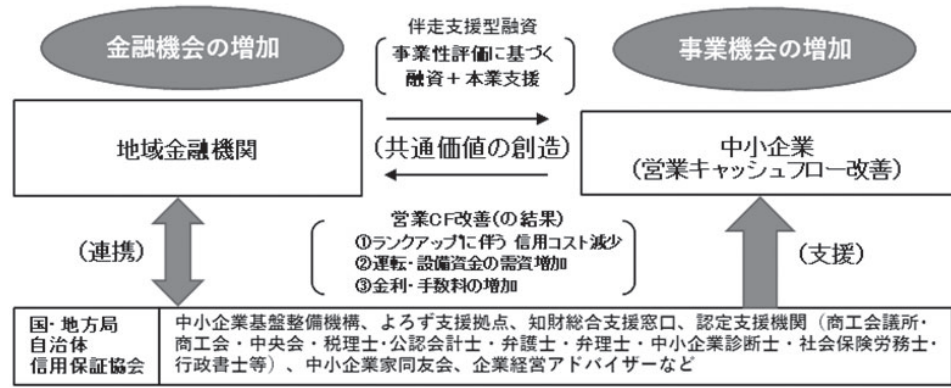 金融機会の増加
伴走支援型融資
事業性評価に基づく
融資＋本業支援
事業機会の増加
地域金融機関
(共通価値の創造)
中小企業
(営業キャッシュフロー改善)
(連携)
営業CF改善(の結果)
①ランクアップに伴う 信用コスト減少
②運転・設備資金の需資増加
③金利・手数料の増加
(支援)
国・地方局
自治体
信用保証協会
中小企業基盤整備機構、よろず支援拠点、知財総合支援窓口、認定支援機関（商工会議所・
商工会・中央会・税理士・公認会計士・弁護士・弁理士・中小企業診断士・社会保険労務士・
行政書士等）、中小企業家同友会、企業経営アドバイザーなど